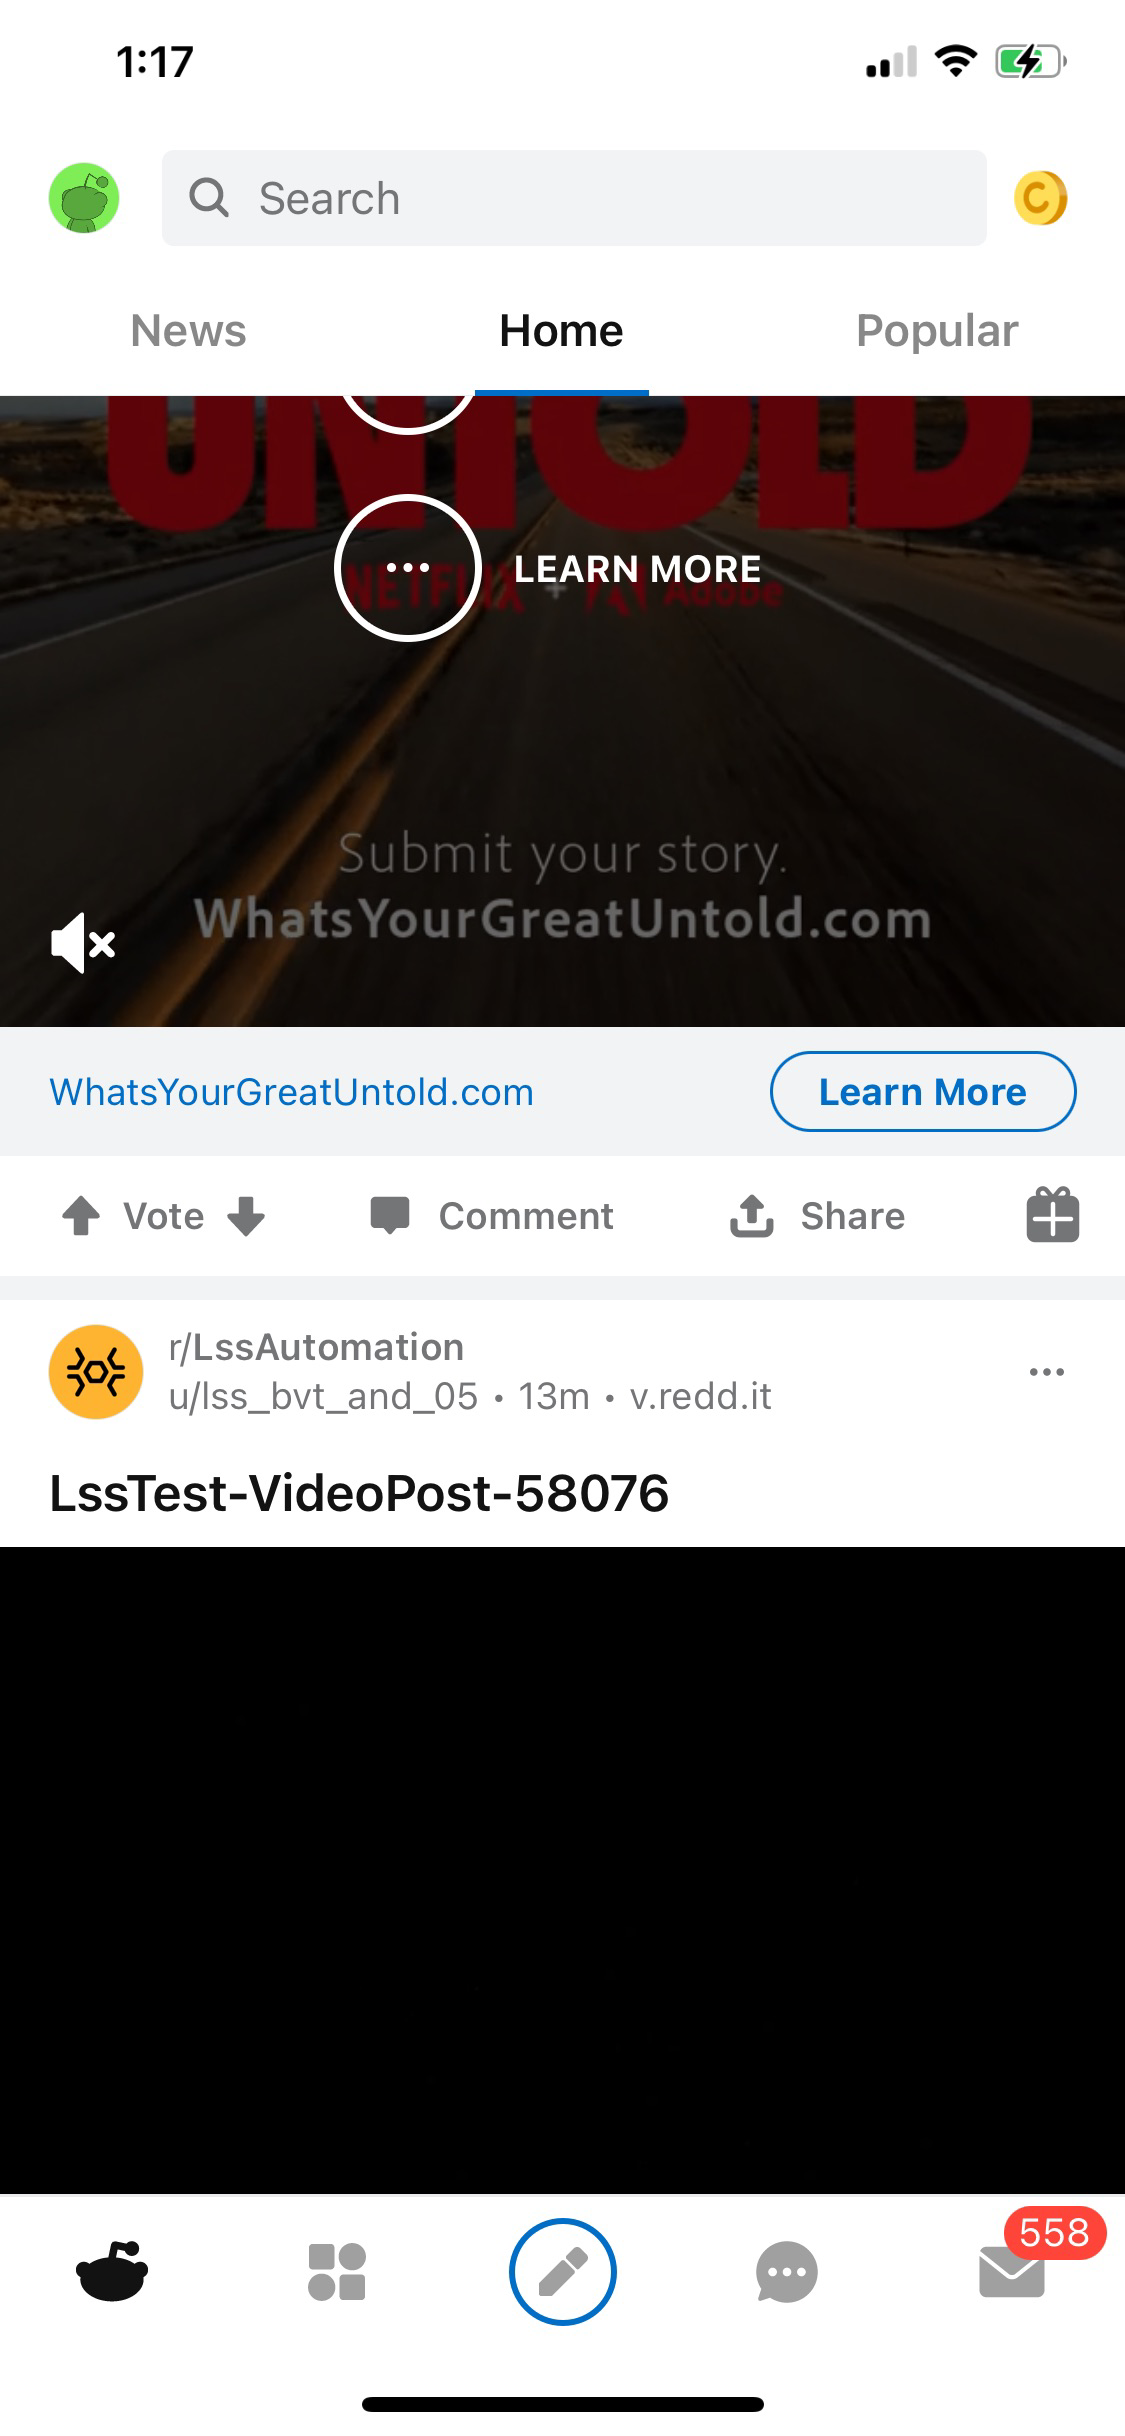 1:17
Search
News Home Popular
UNTOLD
LEARN MORE
NETFLIX + Adobe
Submit your story.
WhatsYourGreatUntold.com
WhatsYourGreatUntold.com Learn More
Vote Comment Share
r/LssAutomation
u/lss_bvt_and_05 • 13m • v.redd.it
LssTest-VideoPost-58076
558